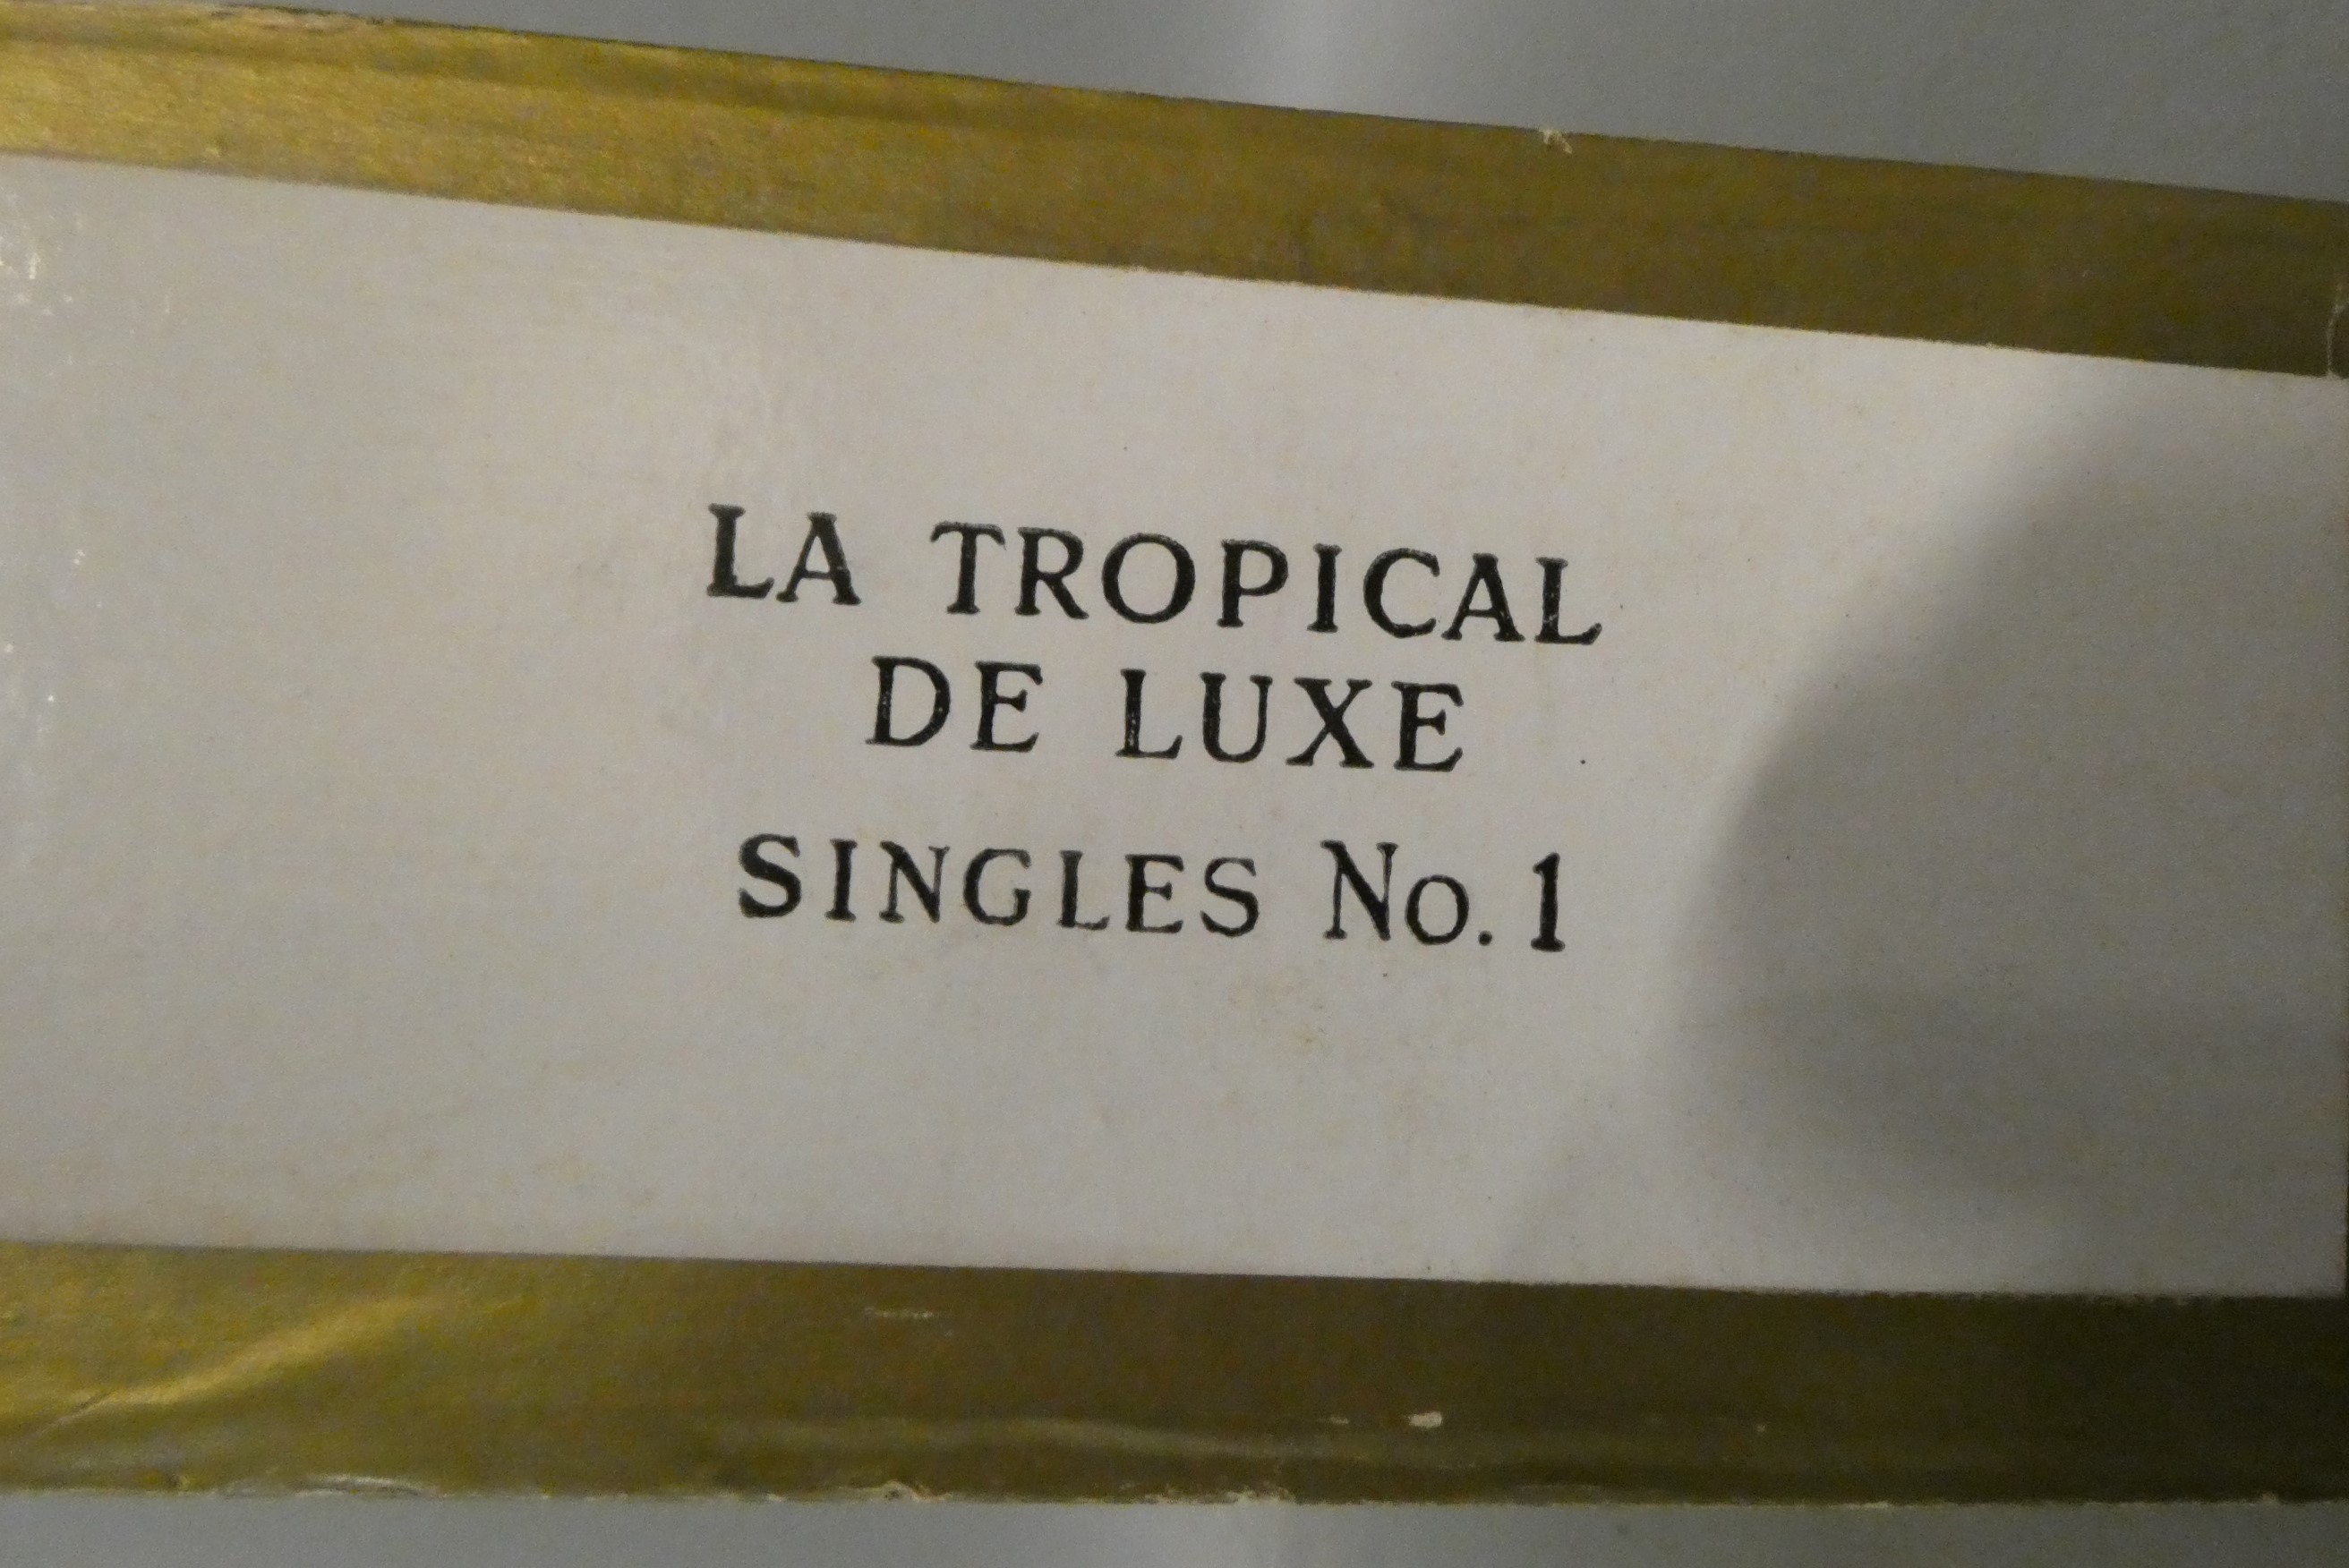 LA TROPICAL
DE LUXE
SINGLES No. 1